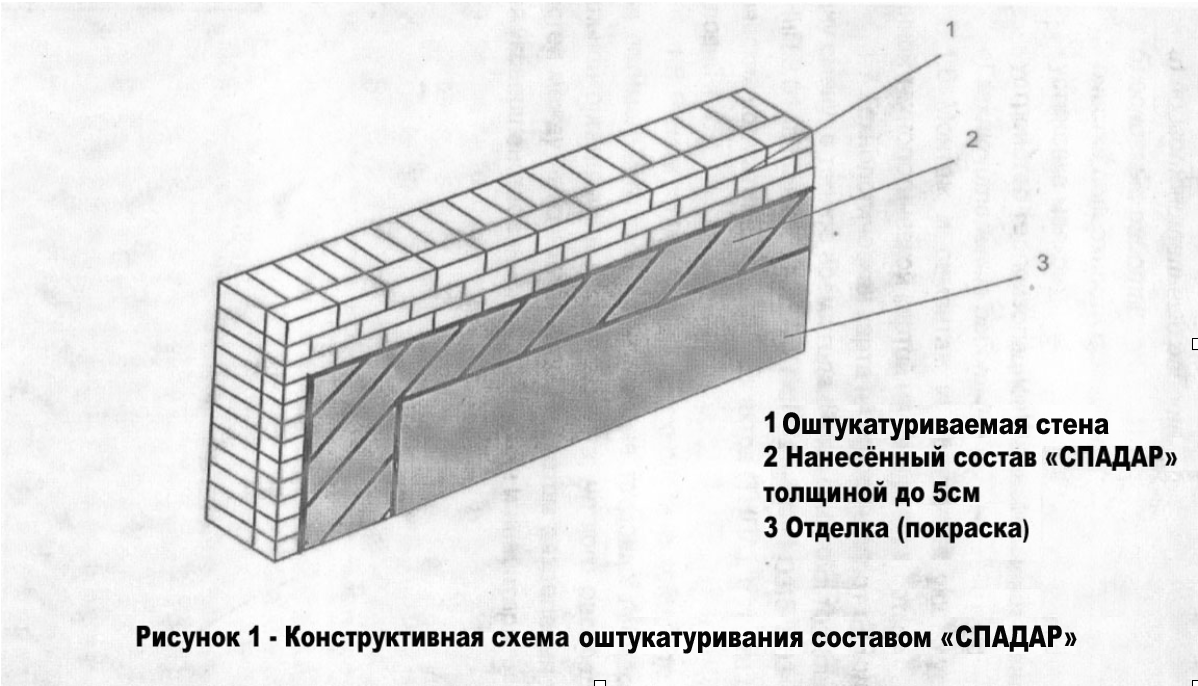 1
2
3
1 Оштукатуриваемая стена
2 Нанесённый состав «СПАДАР»
толщиной до 5см
3 Отделка (покраска)
Рисунок 1 - Конструктивная схема оштукатуривания составом «СПАДАР»